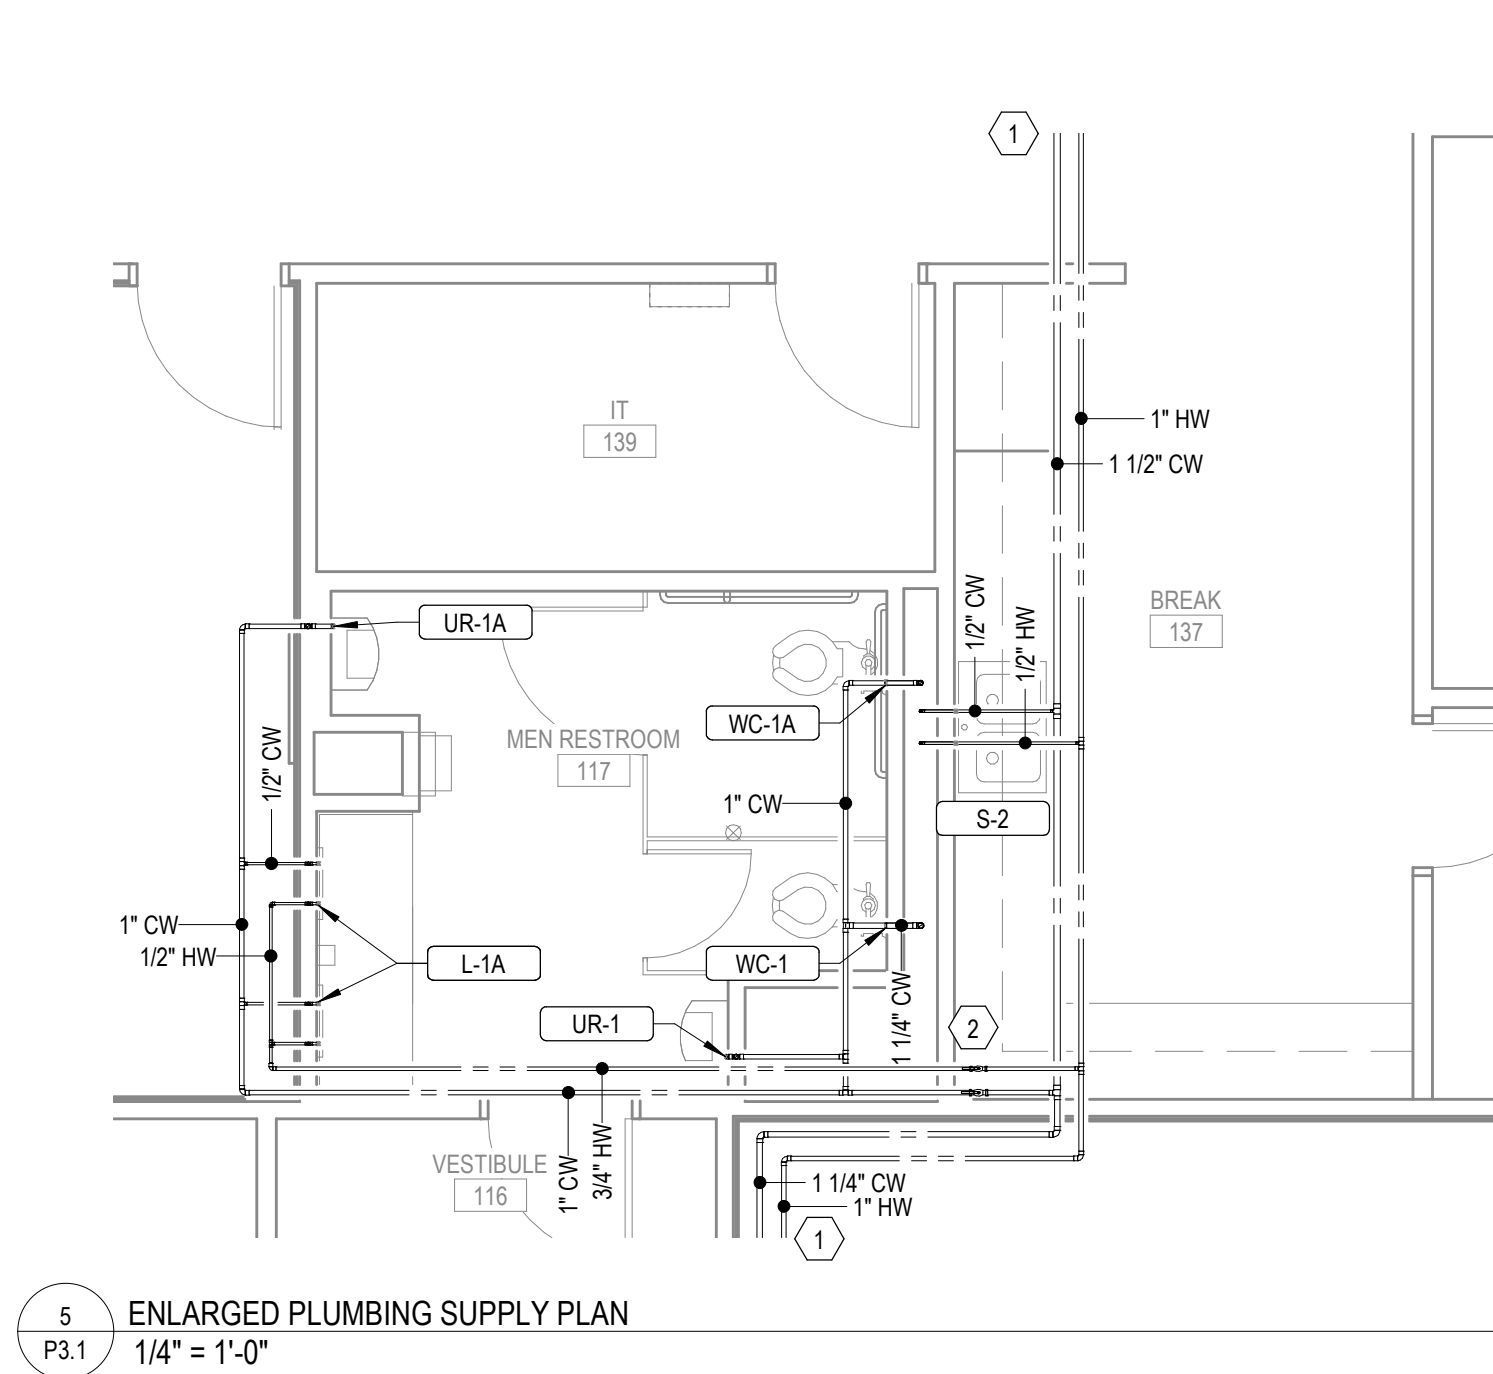 1
1" HW
IT
139
1 1/2" CW
1/2" CW
BREAK
137
1/2" HW
UR-1A
WC-1A
MEN RESTROOM
117
1/2" CW
1" CW
S-2
1" CW
1/2" HW
L-1A
WC-1
1 1/4" CW
UR-1
2
VESTIBULE
116
1" CW
3/4" HW
1 1/4" CW
1" HW
1
5
P3.1
ENLARGED PLUMBING SUPPLY PLAN
1/4" = 1'-0"